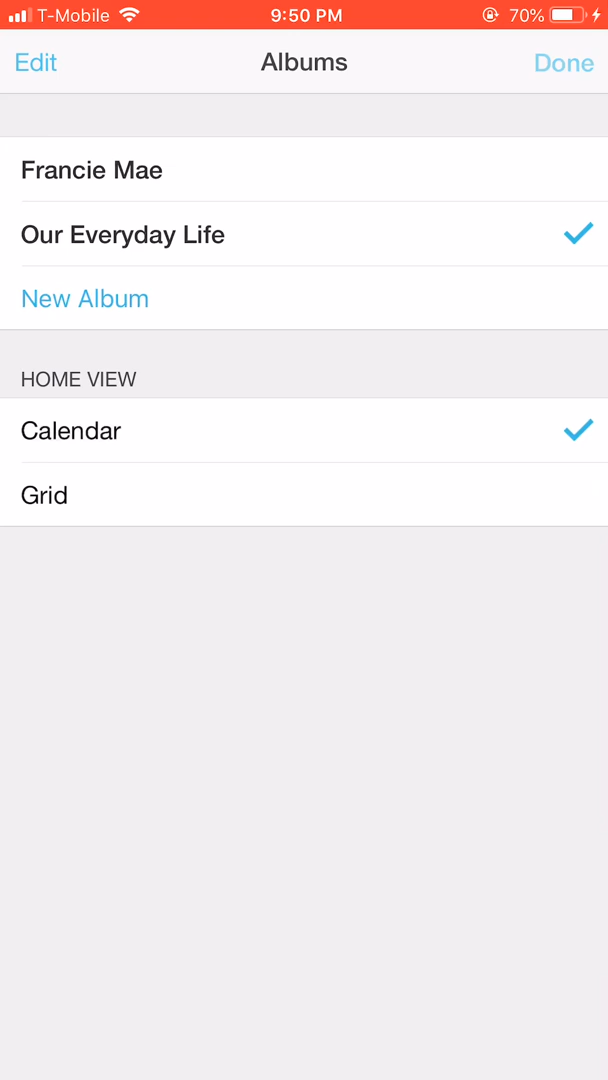 T-Mobile 9:50 PM 70%
Edit Albums Done
Francie Mae
Our Everyday Life
New Album
HOME VIEW
Calendar
Grid